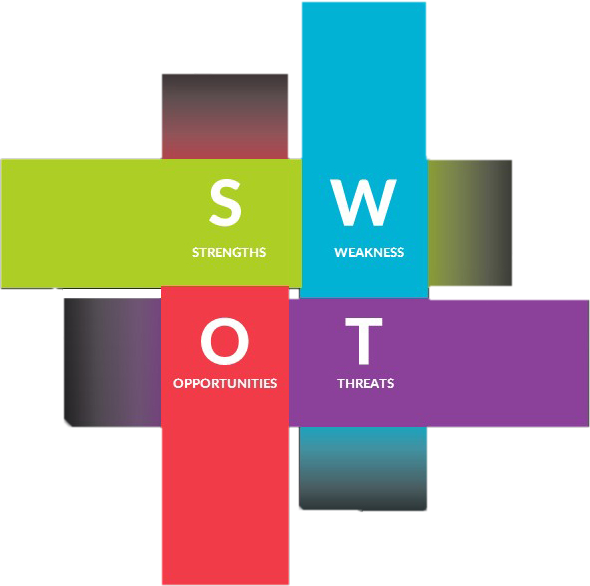 S
STRENGTHS
W
WEAKNESS
O
OPPORTUNITIES
T
THREATS